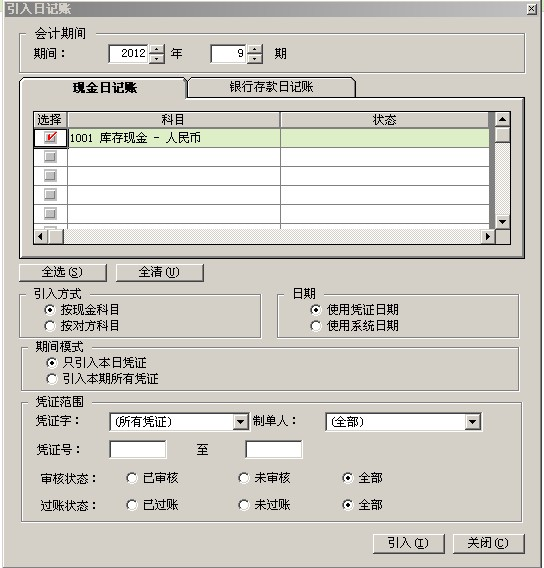 引入日记账
会计期间
期间： 2012 年 9 期
现金日记账 银行存款日记账
选择 科目 状态
1001 库存现金 - 人民币
全选(S) 全清(U)
引入方式 日期
按现金科目 使用凭证日期
按对方科目 使用系统日期
期间模式
只引入本日凭证
引入本期所有凭证
凭证范围
凭证字： (所有凭证) 制单人： (全部)
凭证号： 至
审核状态： 已审核 未审核 全部
过账状态： 已过账 未过账 全部
引入(I) 关闭(C)